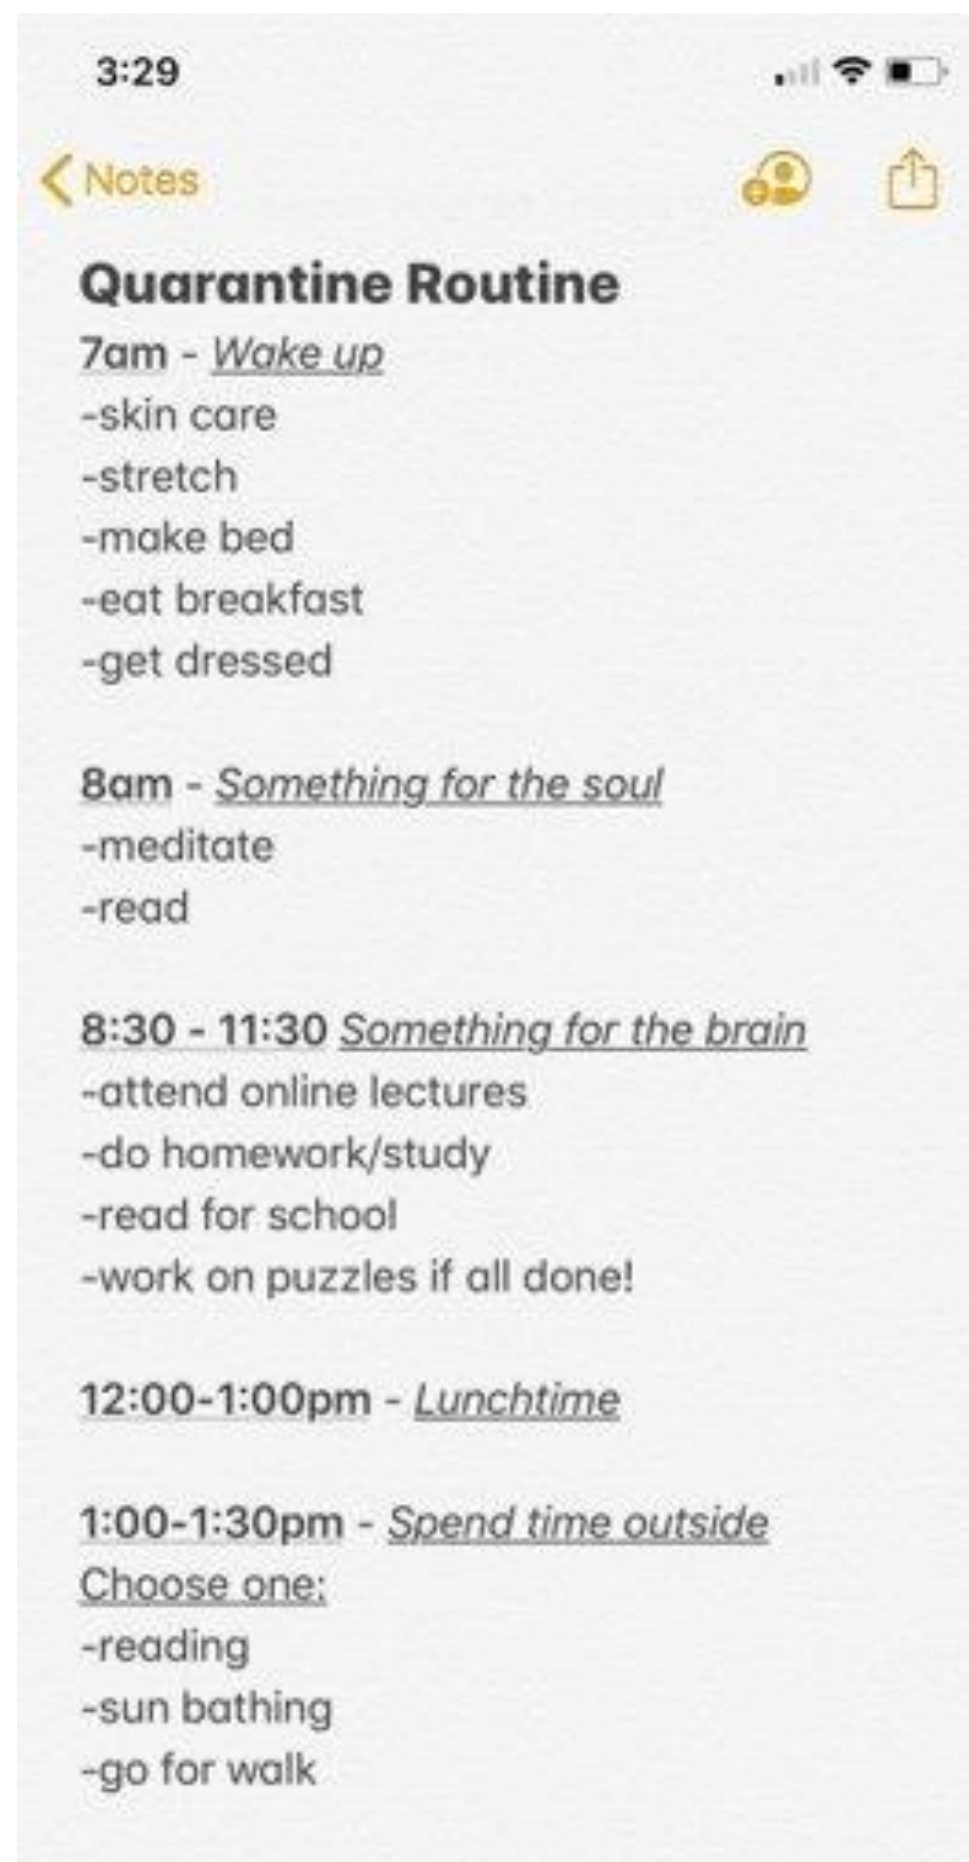 3:29
Notes
Quarantine Routine
7am - Wake up
-skin care
-stretch
-make bed
-eat breakfast
-get dressed
8am - Something for the soul
-meditate
-read
8:30 - 11:30 Something for the brain
-attend online lectures
-do homework/study
-read for school
-work on puzzles if all done!
12:00-1:00pm - Lunchtime
1:00-1:30pm - Spend time outside
Choose one:
-reading
-sun bathing
-go for walk